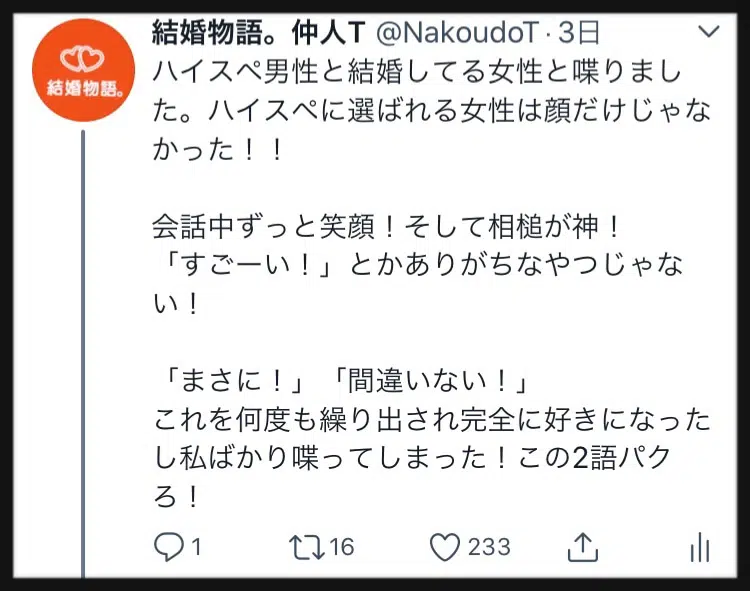 結婚物語。仲人T @NakoudoT · 3日
結婚物語。
ハイスペ男性と結婚してる女性と喋りまし
た。ハイスペに選ばれる女性は顔だけじゃな
かった！！
会話中ずっと笑顔！そして相槌が神！
「すごーい！」とかありがちなやつじゃな
い！
「まさに！」「間違いない！」
これを何度も繰り出され完全に好きになった
し私ばかり喋ってしまった！この2語パク
ろ！
1 16 233